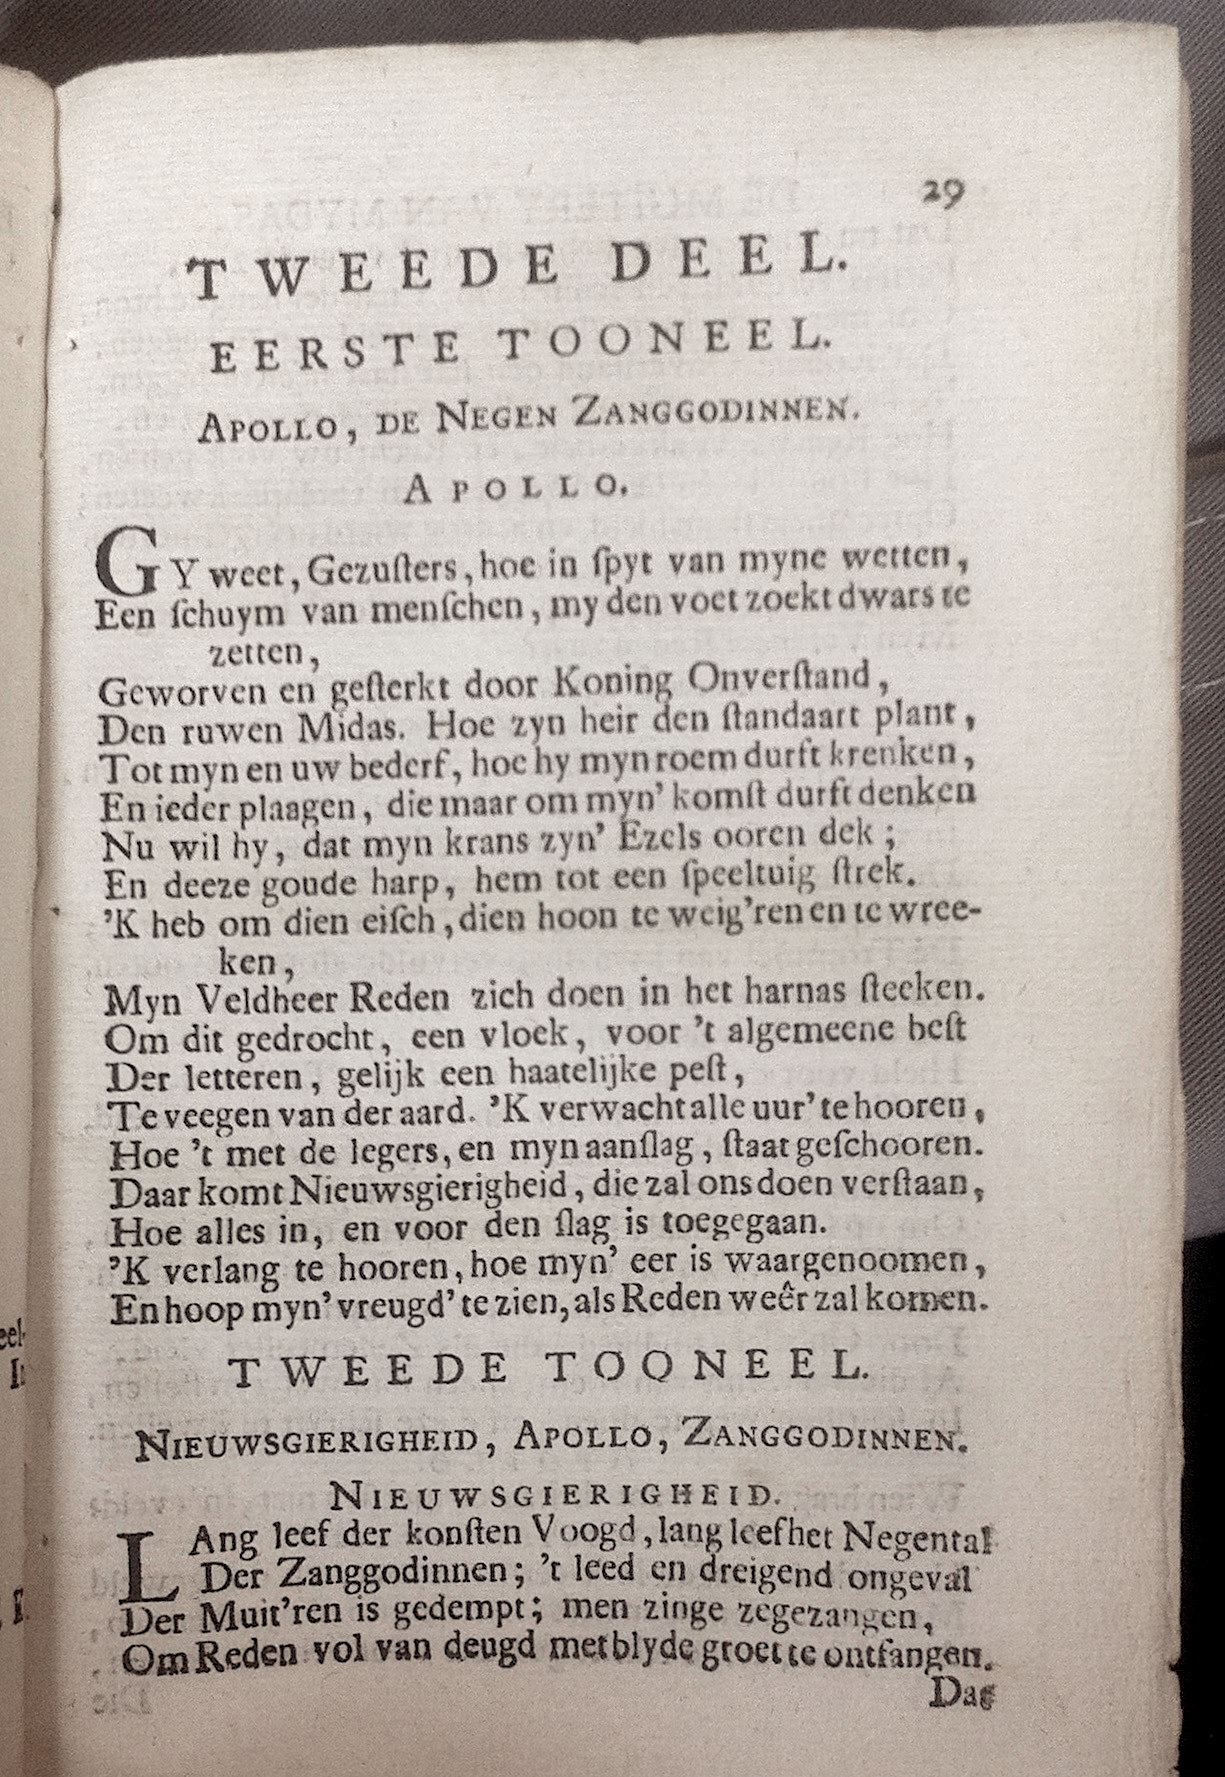 29
TWEEDE DEEL.
EERSTE TOONEEL.
APOLLO, DE NEGEN ZANGGODINNEN.
APOLLO.
GY weet, Gezuſters, hoe in ſpyt van myne wetten,
Een ſchuym van menſchen, my den voet zoekt dwars te
zetten,
Geworven en geſterkt door Koning Onverſtand,
Den ruwen Midas. Hoe zyn heir den ſtandaart plant,
Tot myn en uw bederf, hoe hy myn roem durft krenken,
En ieder plaagen, die maar om myn' komſt durft denken
Nu wil hy, dat myn krans zyn' Ezels ooren dek;
En deeze goude harp, hem tot een ſpeeltuig ſtrek.
'K heb om dien eiſch, dien hoon te weig'ren en te wree-
ken,
Myn Veldheer Reden zich doen in het harnas ſteeken.
Om dit gedrocht, een vloek, voor 't algemeene beſt
Der letteren, gelijk een haatelijke peſt,
Te veegen van der aard. 'K verwacht alle uur' te hooren,
Hoe 't met de legers, en myn aanſlag, ſtaat geſchooren.
Daar komt Nieuwsgierigheid, die zal ons doen verſtaan,
Hoe alles in, en voor den ſlag is toegegaan.
'K verlang te hooren, hoe myn' eer is waargenoomen,
En hoop myn' vreugd' te zien, als Reden weêr zal komen.
TWEEDE TOONEEL.
NIEUWSGIERIGHEID, APOLLO, ZANGGODINNEN.
NIEUWSGIERIGHEID.
LAng leef der konſten Voogd, lang leef het Negental
Der Zanggodinnen; 't leed en dreigend ongeval
Der Muit'ren is gedempt; men zinge zegezangen,
Om Reden vol van deugd met blyde groet te ontfangen.
Dag